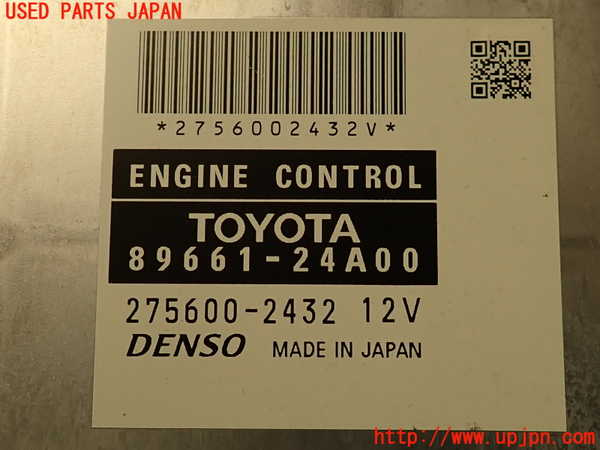 USED PARTS JAPAN
*2756002432V*
ENGINE CONTROL
TOYOTA
89661-24A00
275600-2432 12V
DENSO MADE IN JAPAN
http://www.upjpn.com/